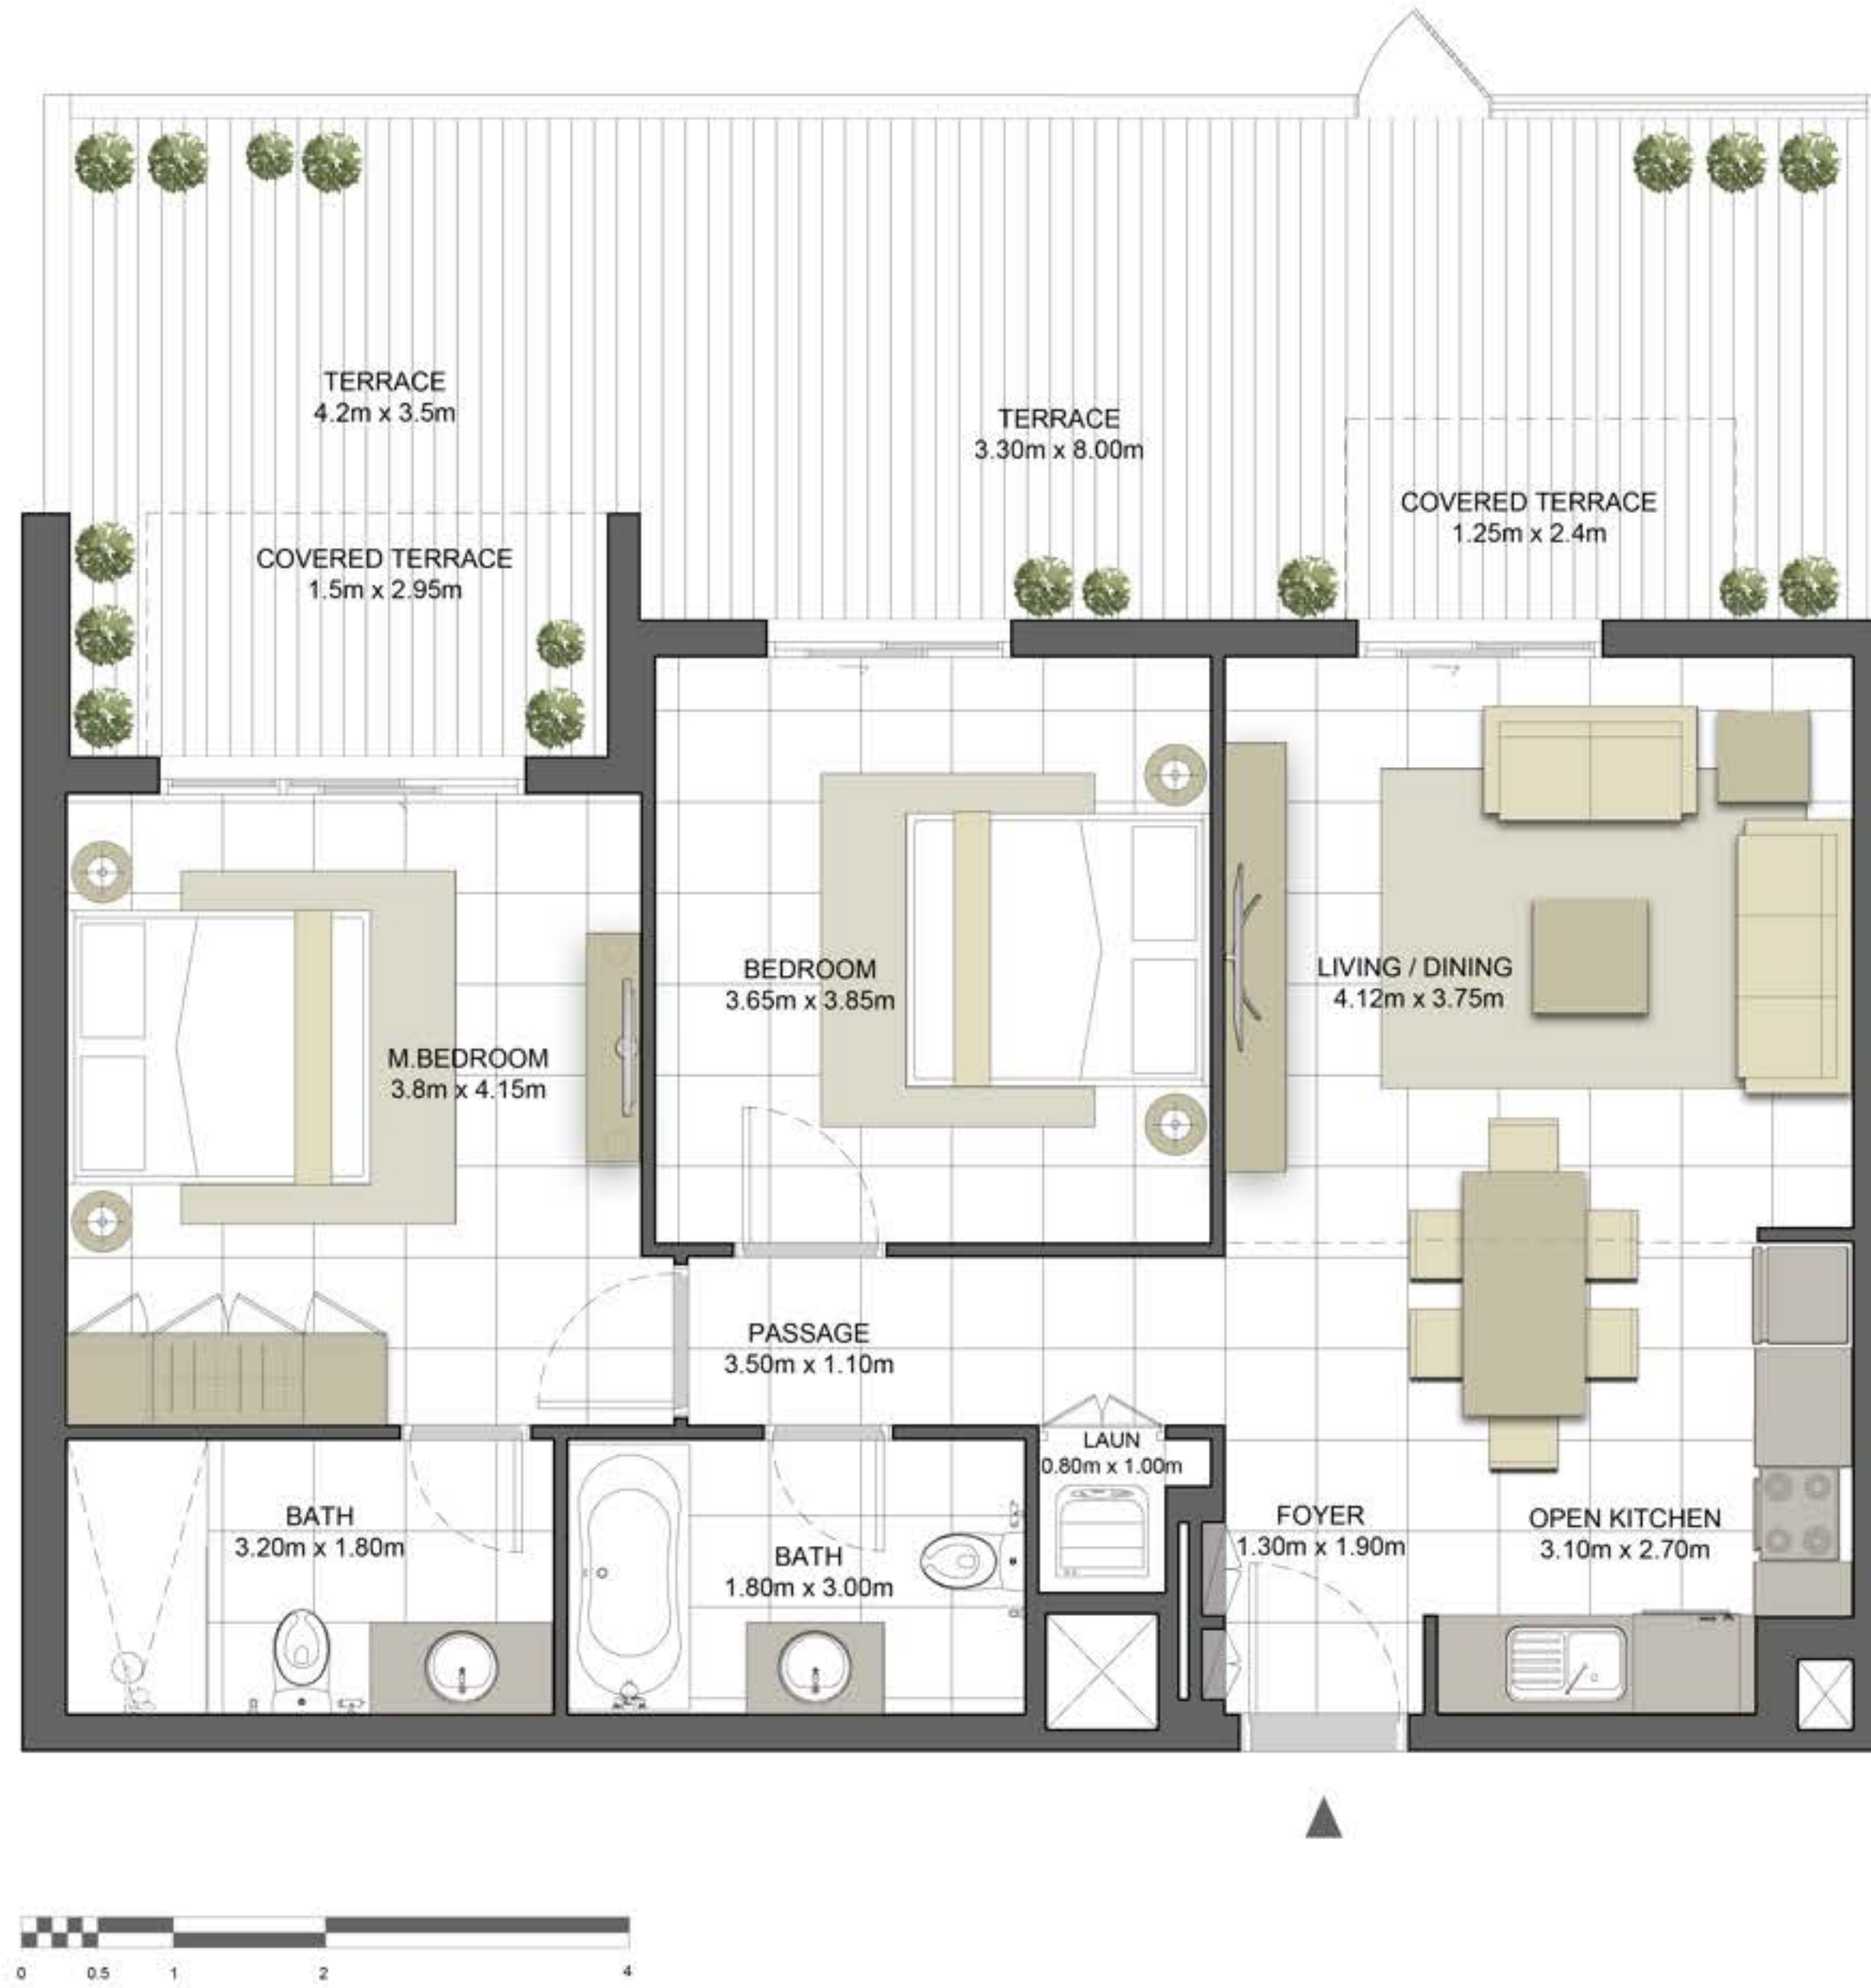 TERRACE
4.2m x 3.5m
TERRACE
3.30m x 8.00m
COVERED TERRACE
1.25m x 2.4m
COVERED TERRACE
1.5m x 2.95m
BEDROOM
3.65m x 3.85m
LIVING / DINING
4.12m x 3.75m
M.BEDROOM
3.8m x 4.15m
PASSAGE
3.50m x 1.10m
LAUN
0.80m x 1.00m
BATH
3.20m x 1.80m
BATH
1.80m x 3.00m
FOYER
1.30m x 1.90m
OPEN KITCHEN
3.10m x 2.70m
0 0.5 1 2 4